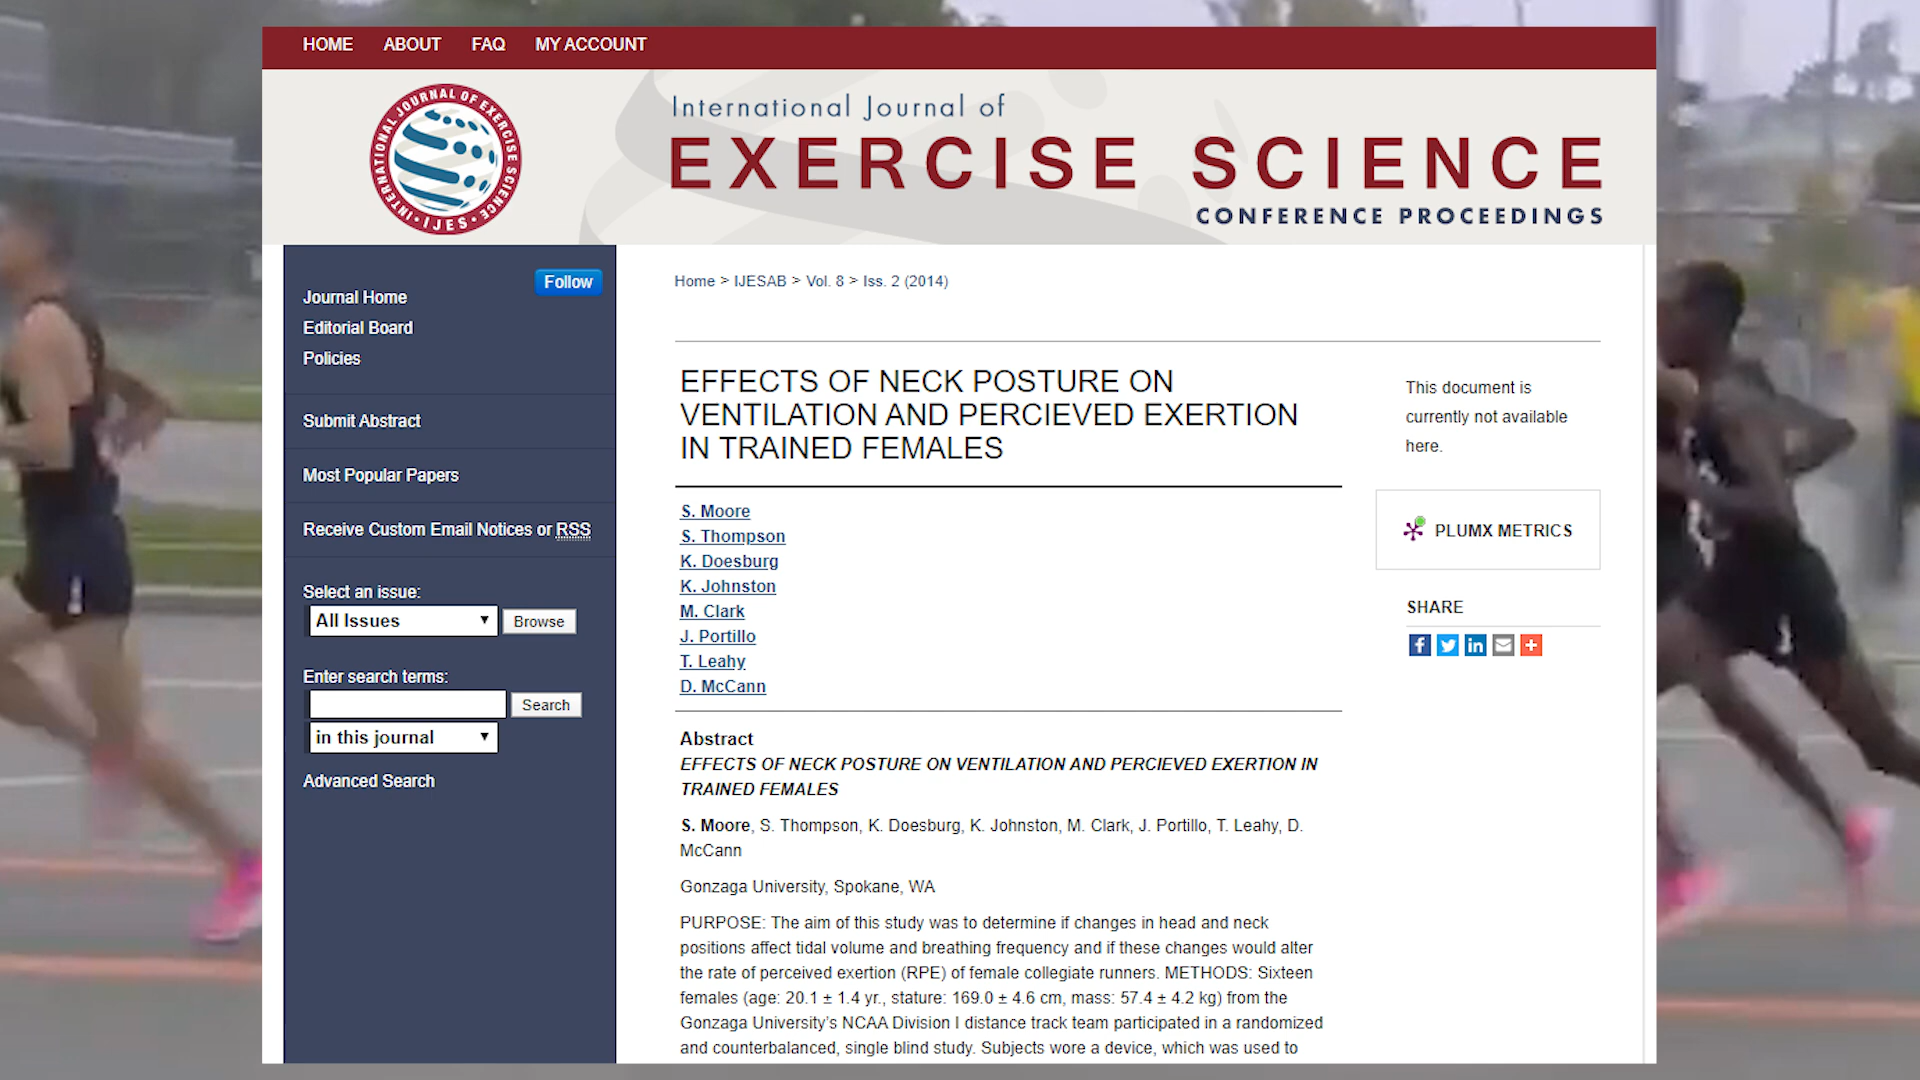 HOME ABOUT FAQ MY ACCOUNT
INTERNATIONAL JOURNAL OF EXERCISE SCIENCE
· IJES ·
International Journal of
EXERCISE SCIENCE
CONFERENCE PROCEEDINGS
Follow
Journal Home
Editorial Board
Policies
Submit Abstract
Most Popular Papers
Receive Custom Email Notices or RSS
Select an issue:
All Issues ▼ Browse
Enter search terms:
Search
in this journal ▼
Advanced Search
Home > IJESAB > Vol. 8 > Iss. 2 (2014)
EFFECTS OF NECK POSTURE ON
VENTILATION AND PERCIEVED EXERTION
IN TRAINED FEMALES
S. Moore
S. Thompson
K. Doesburg
K. Johnston
M. Clark
J. Portillo
T. Leahy
D. McCann
Abstract
EFFECTS OF NECK POSTURE ON VENTILATION AND PERCIEVED EXERTION IN
TRAINED FEMALES
S. Moore, S. Thompson, K. Doesburg, K. Johnston, M. Clark, J. Portillo, T. Leahy, D.
McCann
Gonzaga University, Spokane, WA
PURPOSE: The aim of this study was to determine if changes in head and neck
positions affect tidal volume and breathing frequency and if these changes would alter
the rate of perceived exertion (RPE) of female collegiate runners. METHODS: Sixteen
females (age: 20.1 ± 1.4 yr., stature: 169.0 ± 4.6 cm, mass: 57.4 ± 4.2 kg) from the
Gonzaga University’s NCAA Division I distance track team participated in a randomized
and counterbalanced, single blind study. Subjects wore a device, which was used to
This document is
currently not available
here.
PLUMX METRICS
SHARE